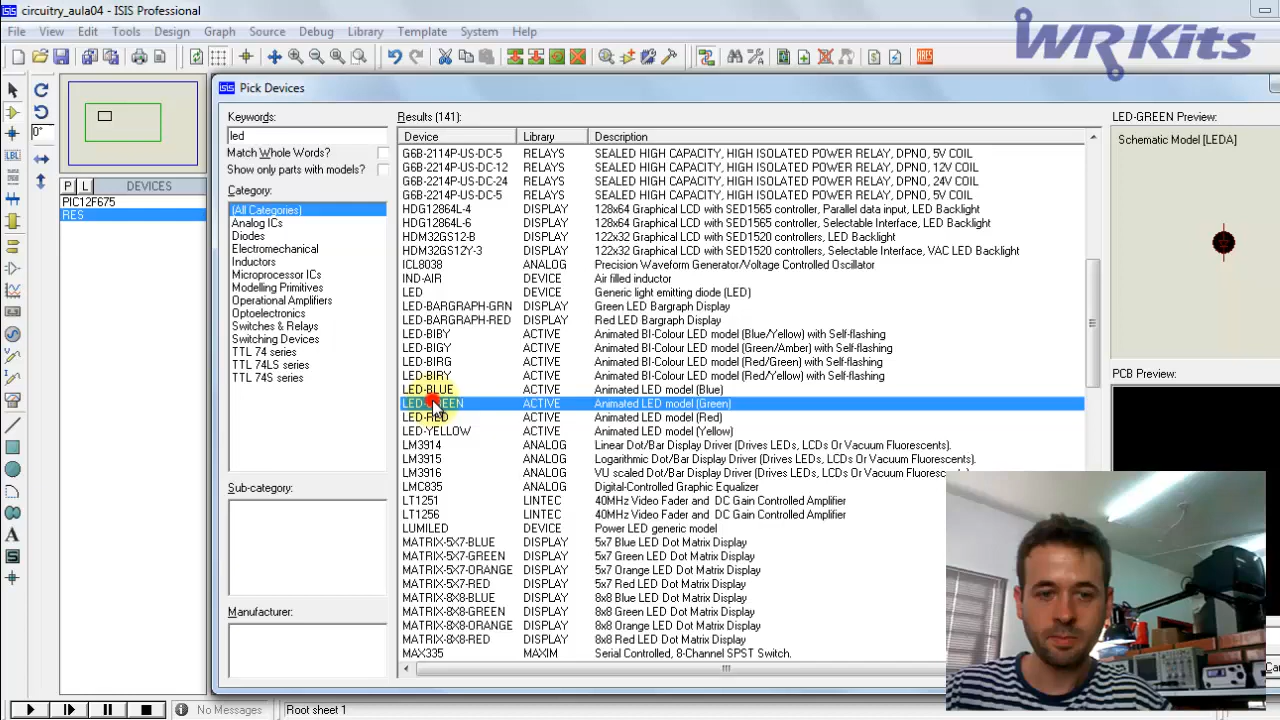 circuitry_aula04 - ISIS Professional
File View Edit Tools Design Graph Source Debug Library Template System Help
WR Kits
Pick Devices
Keywords:
led
Match Whole Words?
Show only parts with models?
Category:
(All Categories)
Analog ICs
Diodes
Electromechanical
Inductors
Microprocessor ICs
Modelling Primitives
Operational Amplifiers
Optoelectronics
Switches & Relays
Switching Devices
TTL 74 series
TTL 74LS series
TTL 74S series
Sub-category:
Manufacturer:
0°
LBL
P L DEVICES
PIC12F675
RES
Results (141):
Device Library Description
G6B-2214P-US-DC-5 RELAYS SEALED HIGH CAPACITY, HIGH ISOLATED POWER RELAY, DPNO, 5V COIL
G6B-2214P-US-DC-12 RELAYS SEALED HIGH CAPACITY, HIGH ISOLATED POWER RELAY, DPNO, 12V COIL
G6B-2214P-US-DC-24 RELAYS SEALED HIGH CAPACITY, HIGH ISOLATED POWER RELAY, DPNO, 24V COIL
G6B-2214P-US-DC-5 RELAYS SEALED HIGH CAPACITY, HIGH ISOLATED POWER RELAY, DPNO, 5V COIL
HDG12864L-4 DISPLAY 128x64 Graphical LCD with SED1565 controller, Parallel data input, LED Backlight
HDG12864L-6 DISPLAY 128x64 Graphical LCD with SED1565 controller, Selectable Interface, LED Backlight
HDM32GS12-B DISPLAY 122x32 Graphical LCD with SED1520 controllers, LED Backlight
HDM32GS12Y-3 DISPLAY 122x32 Graphical LCD with SED1520 controllers, Selectable Interface, VAC LED Backlight
ICL8038 ANALOG Precision Waveform Generator/Voltage Controlled Oscillator
IND-AIR DEVICE Air filled inductor
LED DEVICE Generic light emitting diode (LED)
LED-BARGRAPH-GRN DISPLAY Green LED Bargraph Display
LED-BARGRAPH-RED DISPLAY Red LED Bargraph Display
LED-BIBY ACTIVE Animated BI-Colour LED model (Blue/Yellow) with Self-flashing
LED-BIGY ACTIVE Animated BI-Colour LED model (Green/Amber) with Self-flashing
LED-BIRG ACTIVE Animated BI-Colour LED model (Red/Green) with Self-flashing
LED-BIRY ACTIVE Animated BI-Colour LED model (Red/Yellow) with Self-flashing
LED-BLUE ACTIVE Animated LED model (Blue)
LED-GREEN ACTIVE Animated LED model (Green)
LED-RED ACTIVE Animated LED model (Red)
LED-YELLOW ACTIVE Animated LED model (Yellow)
LM3914 ANALOG Linear Dot/Bar Display Driver (Drives LEDs, LCDs Or Vacuum Fluorescents).
LM3915 ANALOG Logarithmic Dot/Bar Display Driver (Drives LEDs, LCDs Or Vacuum Fluorescents).
LM3916 ANALOG VU scaled Dot/Bar Display Driver (Drives LEDs, LCDs Or Vacuum Fluorescents).
LMC835 ANALOG Digital-Controlled Graphic Equalizer
LT1251 LINTEC 40MHz Video Fader and DC Gain Controlled Amplifier
LT1256 LINTEC 40MHz Video Fader and DC Gain Controlled Amplifier
LUMILED DEVICE Power LED generic model
MATRIX-5X7-BLUE DISPLAY 5x7 Blue LED Dot Matrix Display
MATRIX-5X7-GREEN DISPLAY 5x7 Green LED Dot Matrix Display
MATRIX-5X7-ORANGE DISPLAY 5x7 Orange LED Dot Matrix Display
MATRIX-5X7-RED DISPLAY 5x7 Red LED Dot Matrix Display
MATRIX-8X8-BLUE DISPLAY 8x8 Blue LED Dot Matrix Display
MATRIX-8X8-GREEN DISPLAY 8x8 Green LED Dot Matrix Display
MATRIX-8X8-ORANGE DISPLAY 8x8 Orange LED Dot Matrix Display
MATRIX-8X8-RED DISPLAY 8x8 Red LED Dot Matrix Display
MAX335 MAXIM Serial Controlled, 8-Channel SPST Switch.
LED-GREEN Preview:
Schematic Model [LEDA]
PCB Preview:
No Messages Root sheet 1